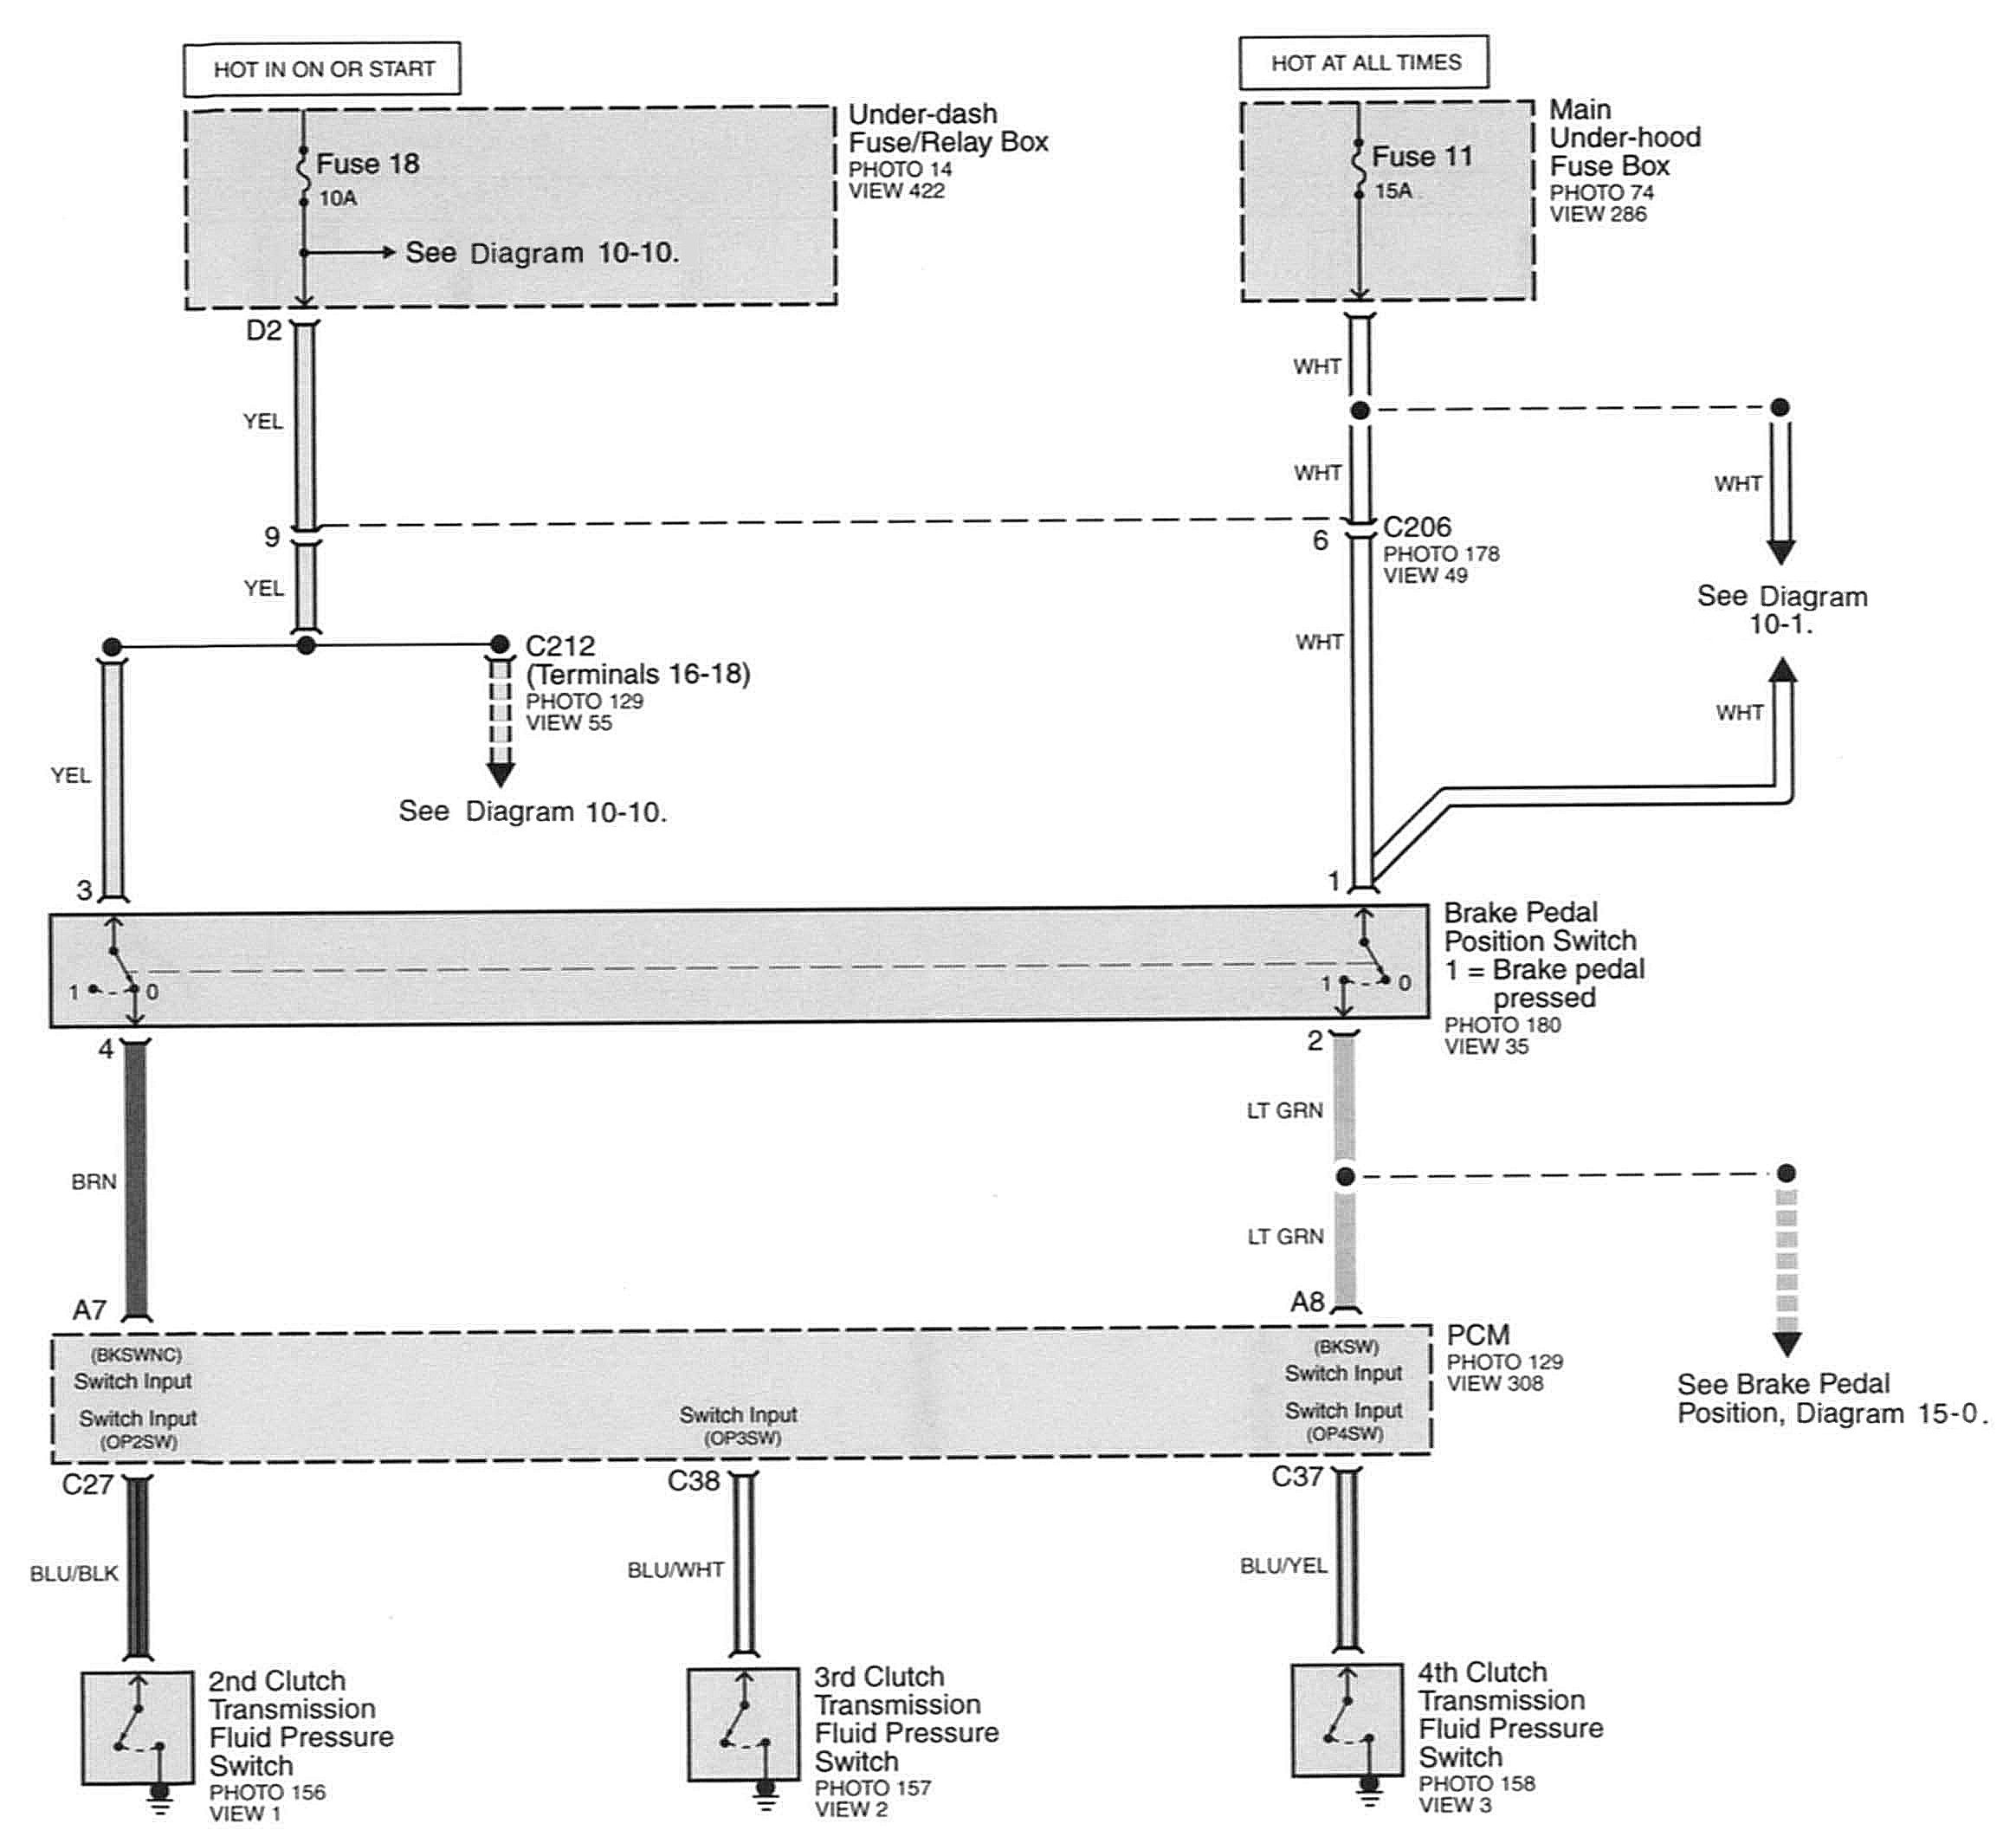 HOT IN ON OR START
HOT AT ALL TIMES
Under-dash
Fuse/Relay Box
PHOTO 14
VIEW 422
Fuse 18
10A
See Diagram 10-10.
Main
Under-hood
Fuse Box
PHOTO 74
VIEW 286
Fuse 11
15A
D2
YEL
9
YEL
WHT
WHT
6
C206
PHOTO 178
VIEW 49
WHT
See Diagram
10-1.
WHT
WHT
C212
(Terminals 16-18)
PHOTO 129
VIEW 55
See Diagram 10-10.
YEL
3
1
Brake Pedal
Position Switch
1 = Brake pedal
pressed
PHOTO 180
VIEW 35
1
0
1
0
4
2
BRN
LT GRN
LT GRN
A7
A8
See Brake Pedal
Position, Diagram 15-0.
PCM
PHOTO 129
VIEW 308
(BKSWNC)
Switch Input
Switch Input
(OP2SW)
Switch Input
(OP3SW)
(BKSW)
Switch Input
Switch Input
(OP4SW)
C27
C38
C37
BLU/BLK
BLU/WHT
BLU/YEL
2nd Clutch
Transmission
Fluid Pressure
Switch
PHOTO 156
VIEW 1
3rd Clutch
Transmission
Fluid Pressure
Switch
PHOTO 157
VIEW 2
4th Clutch
Transmission
Fluid Pressure
Switch
PHOTO 158
VIEW 3